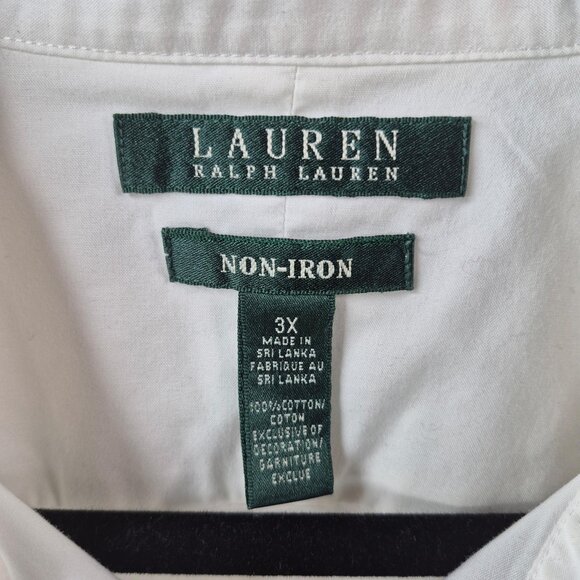 LAUREN
RALPH LAUREN
NON-IRON
3X
MADE IN
SRI LANKA
FABRIQUE AU
SRI LANKA
100%COTTON/
COTON
EXCLUSIVE OF
DECORATION/
GARNITURE
EXCLUE